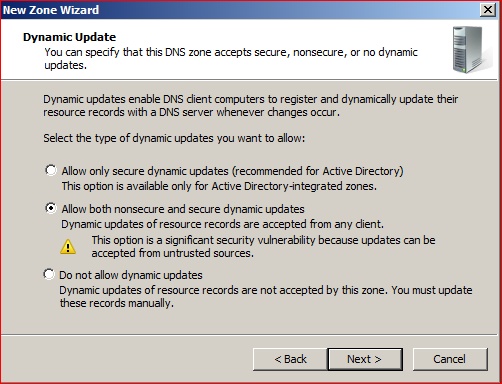 New Zone Wizard
Dynamic Update
You can specify that this DNS zone accepts secure, nonsecure, or no dynamic
updates.
Dynamic updates enable DNS client computers to register and dynamically update their
resource records with a DNS server whenever changes occur.
Select the type of dynamic updates you want to allow:
Allow only secure dynamic updates (recommended for Active Directory)
This option is available only for Active Directory-integrated zones.
Allow both nonsecure and secure dynamic updates
Dynamic updates of resource records are accepted from any client.
This option is a significant security vulnerability because updates can be
accepted from untrusted sources.
Do not allow dynamic updates
Dynamic updates of resource records are not accepted by this zone. You must update
these records manually.
< Back Next > Cancel